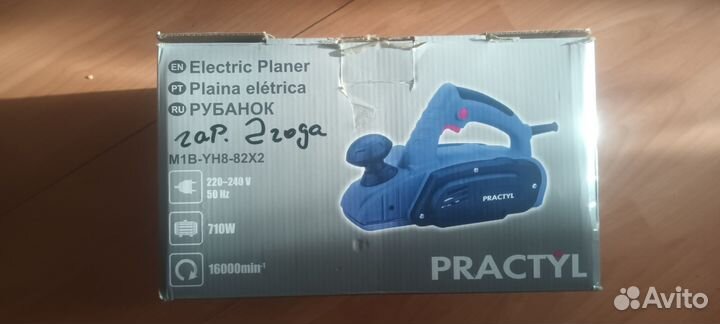 EN Electric Planer
PT Plaina elétrica
RU РУБАНОК
гар. 2 года
M1B-YH8-82X2
220–240 V
50 Hz
710W
16000min⁻¹
PRACTYL
PRACTYL
Avito